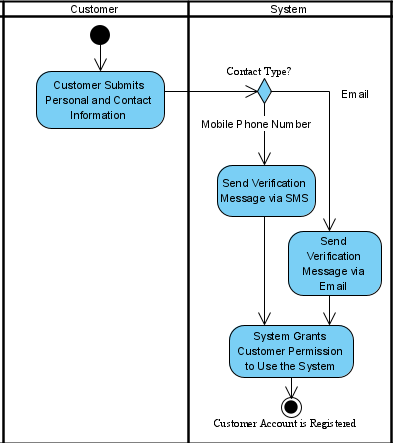 Customer
System
Customer Submits
Personal and Contact
Information
Contact Type?
Email
Mobile Phone Number
Send Verification
Message via SMS
Send
Verification
Message via
Email
System Grants
Customer Permission
to Use the System
Customer Account is Registered